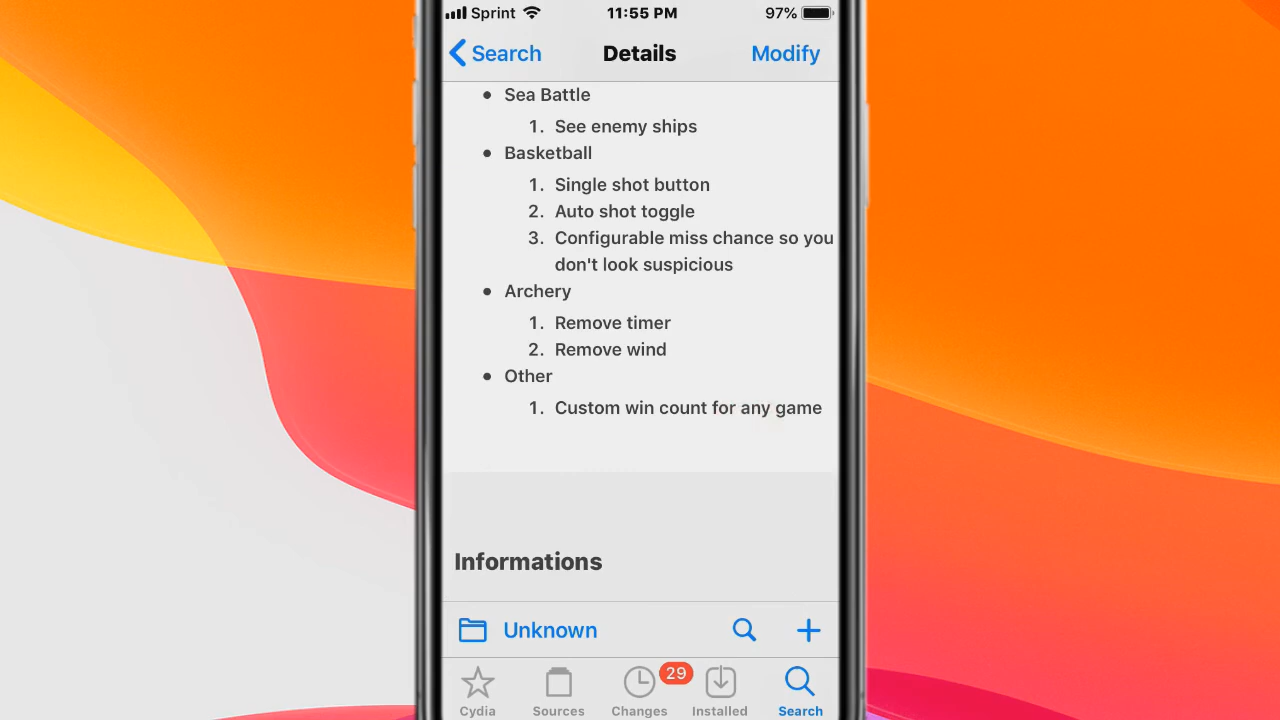 Sprint 11:55 PM 97%
Search Details Modify
• Sea Battle
1. See enemy ships
• Basketball
1. Single shot button
2. Auto shot toggle
3. Configurable miss chance so you
don't look suspicious
• Archery
1. Remove timer
2. Remove wind
• Other
1. Custom win count for any game
Informations
Unknown
29
Cydia Sources Changes Installed Search